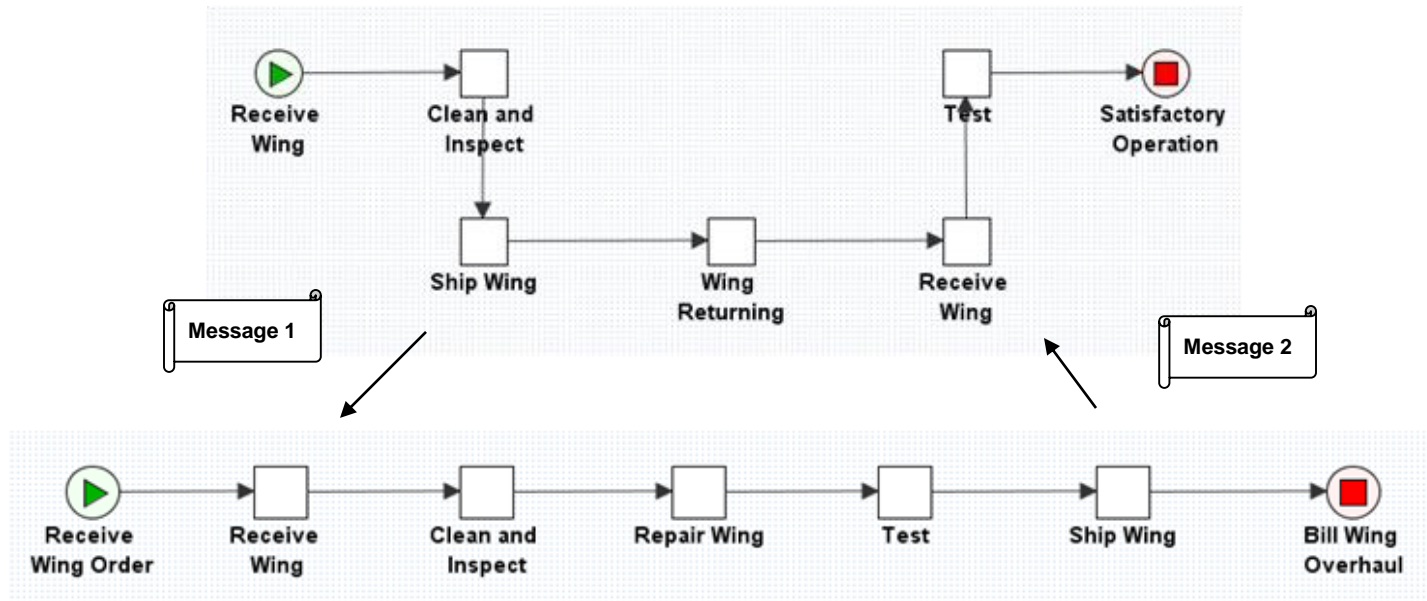 Receive
Wing
Clean and
Inspect
Test
Satisfactory
Operation
Ship Wing
Wing
Returning
Receive
Wing
Message 1
Message 2
Receive
Wing Order
Receive
Wing
Clean and
Inspect
Repair Wing
Test
Ship Wing
Bill Wing
Overhaul